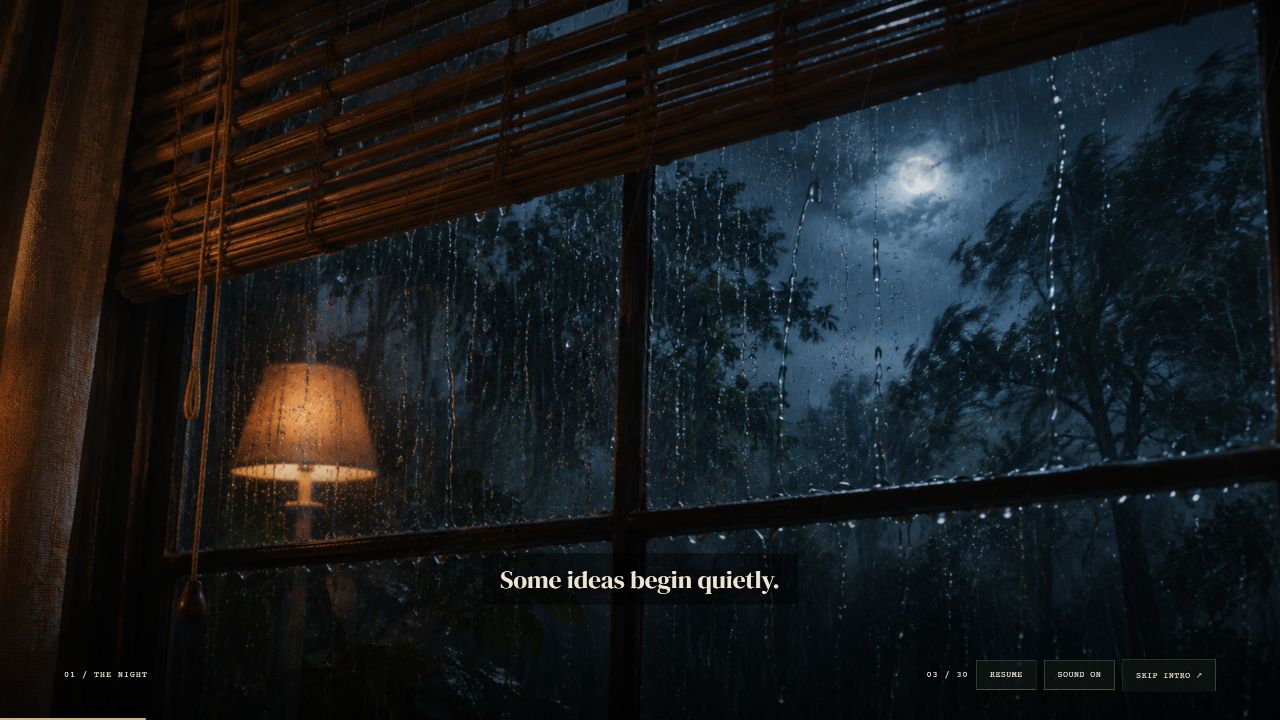 Some ideas begin quietly.
01 / THE NIGHT
03 / 30
RESUME
SOUND ON
SKIP INTRO ↗